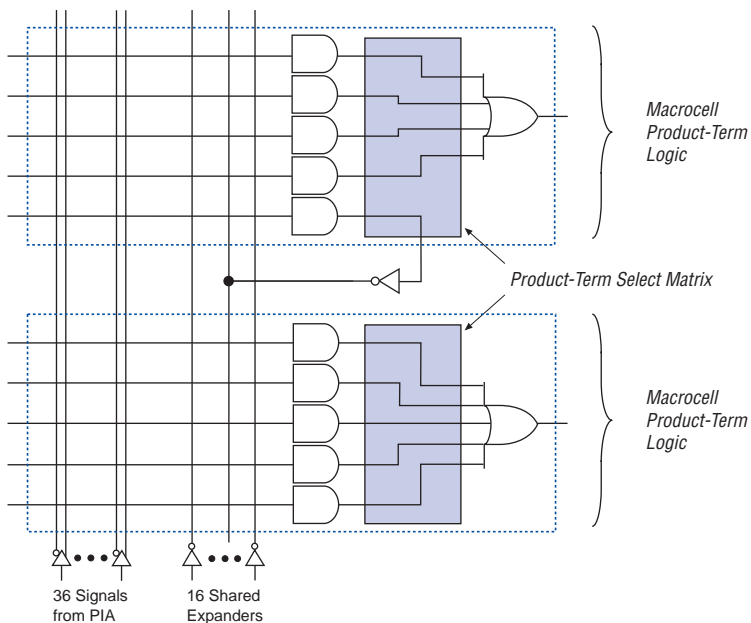 Macrocell
Product-Term
Logic
Product-Term Select Matrix
Macrocell
Product-Term
Logic
36 Signals
from PIA
16 Shared
Expanders